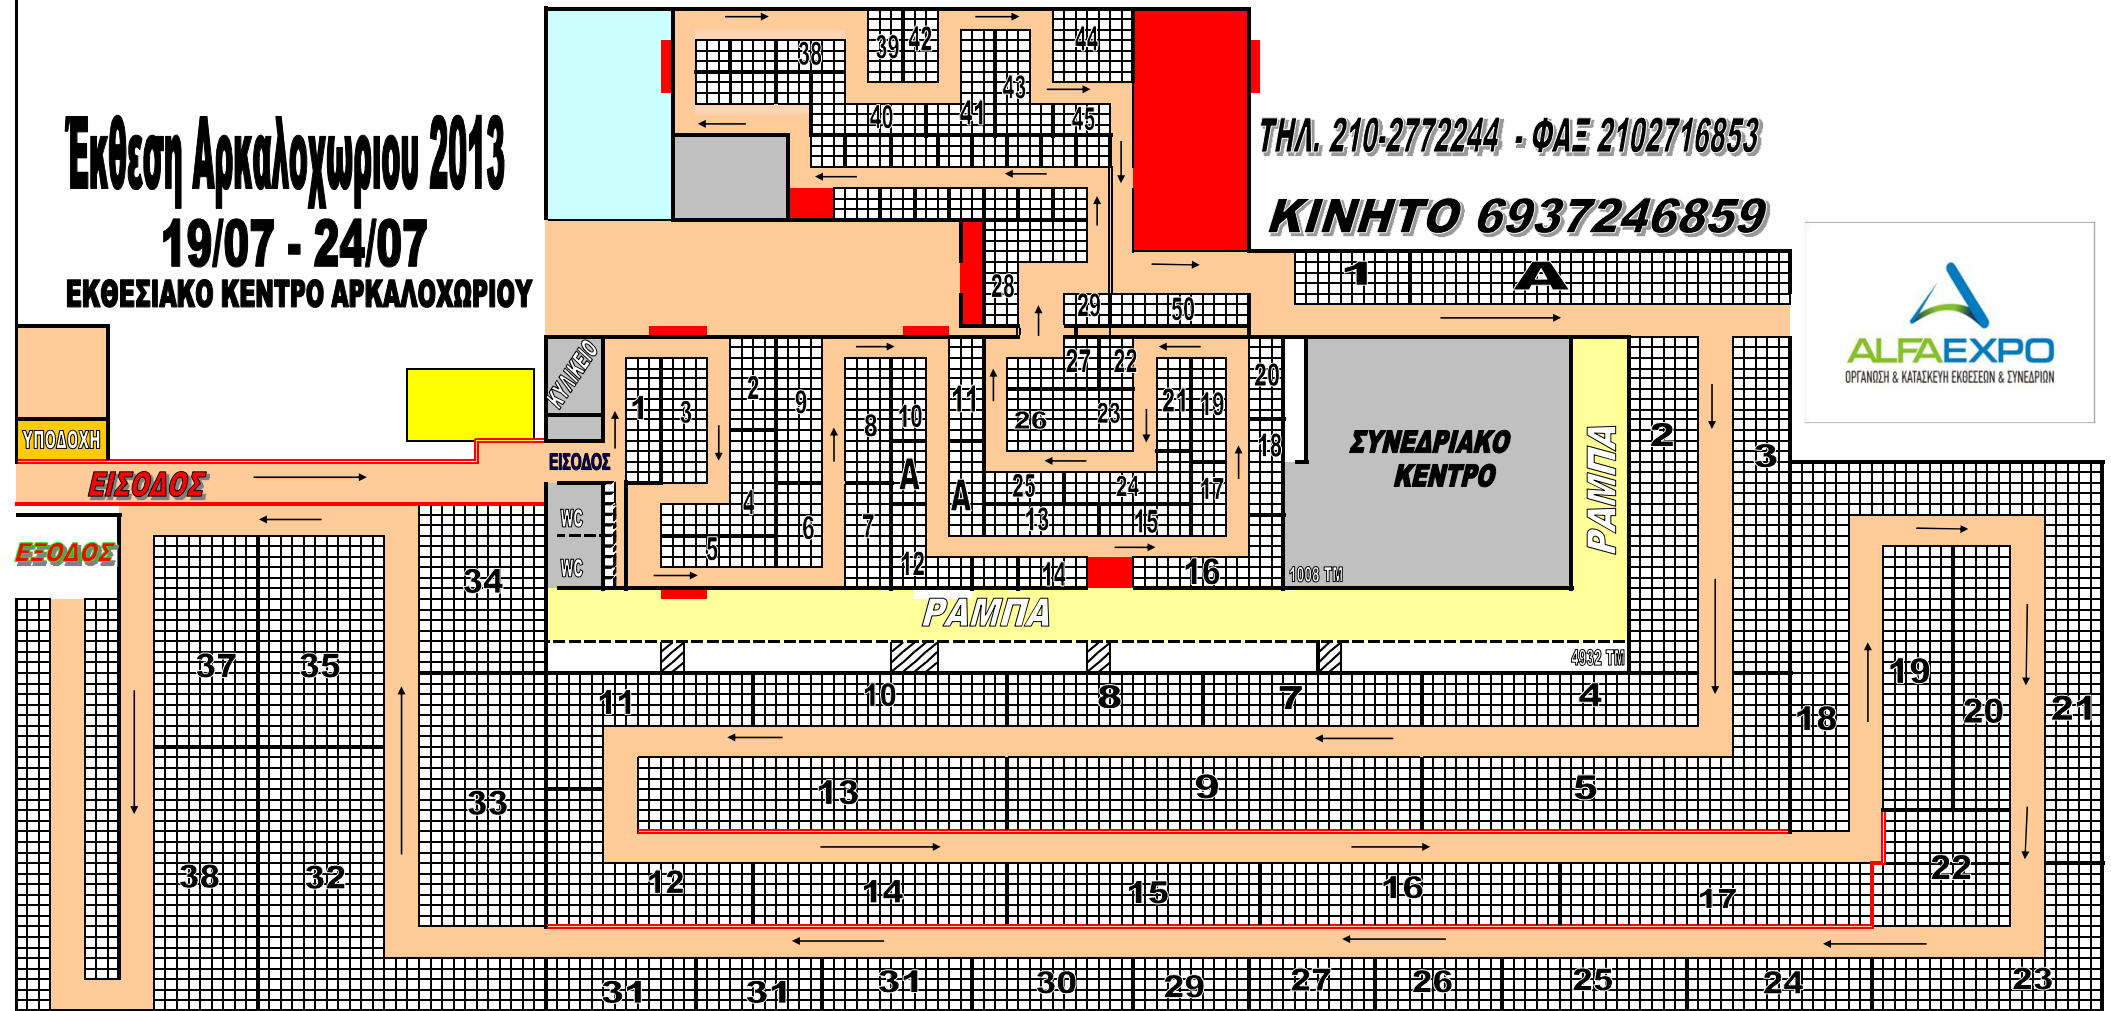 Έκθεση Αρκαλοχωριου 2013
19/07 - 24/07
ΕΚΘΕΣΙΑΚΟ ΚΕΝΤΡΟ ΑΡΚΑΛΟΧΩΡΙΟΥ
ΤΗΛ. 210-2772244 - ΦΑΞ 2102716853
ΚΙΝΗΤΟ 6937246859
ALFAEXPO
ΟΡΓΑΝΩΣΗ & ΚΑΤΑΣΚΕΥΗ ΕΚΘΕΣΕΩΝ & ΣΥΝΕΔΡΙΩΝ
38 39 42 44
43
40 41 45
28 29 50
1 Α
ΚΥΛΙΚΕΙΟ
1 3 2 9 8 10 11 26 27 22 23 21 19 20
18
ΥΠΟΔΟΧΗ
ΕΙΣΟΔΟΣ
ΕΙΣΟΔΟΣ
Α Α
25 24 17
4 6 7 13 15
5 12 14 16
WC
WC
ΣΥΝΕΔΡΙΑΚΟ
ΚΕΝΤΡΟ
1008 ΤΜ
ΡΑΜΠΑ
ΡΑΜΠΑ
4932 ΤΜ
2 3
ΕΞΟΔΟΣ
34
37 35
11 10 8 7 4 18 19 20 21
33 13 9 5
38 32 12 14 15 16 17 22
31 31 31 30 29 27 26 25 24 23